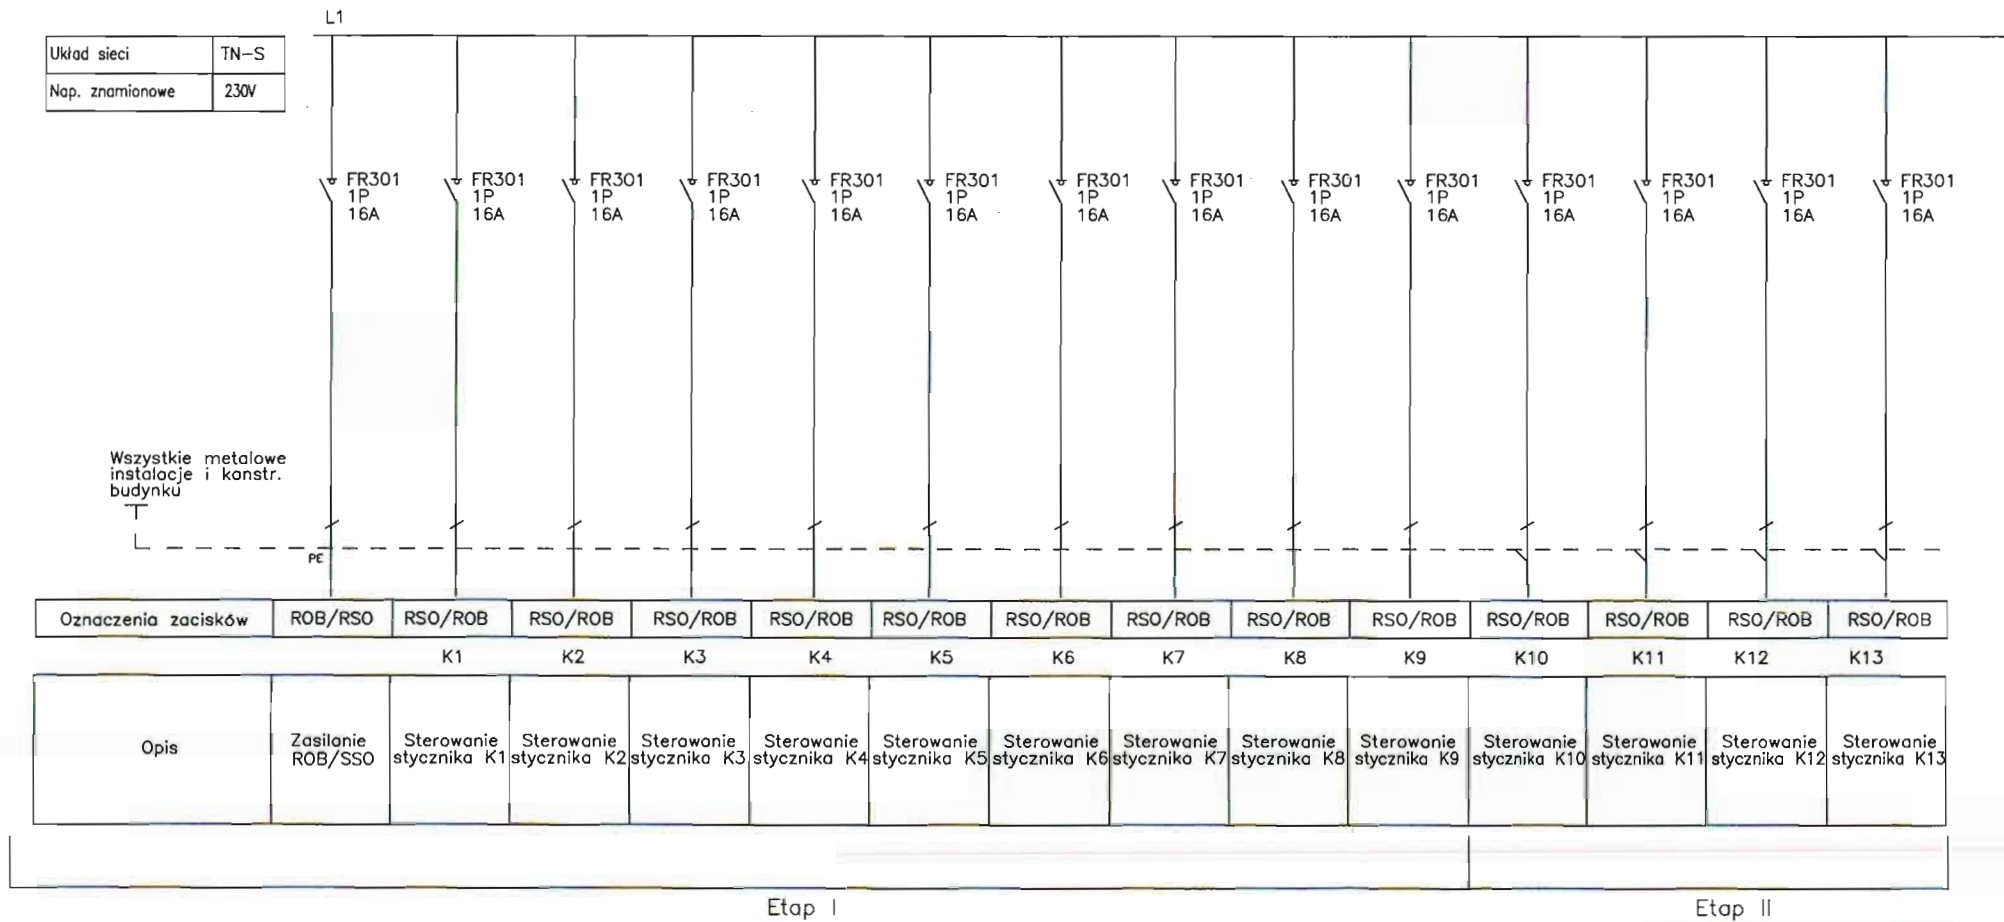 L1
Układ sieci TN-S
Nap. znamionowe 230V
FR301 FR301 FR301 FR301 FR301 FR301 FR301 FR301 FR301 FR301 FR301 FR301 FR301 FR301
1P 1P 1P 1P 1P 1P 1P 1P 1P 1P 1P 1P 1P 1P
16A 16A 16A 16A 16A 16A 16A 16A 16A 16A 16A 16A 16A 16A
Wszystkie metalowe
instalacje i konstr.
budynku
PE
Oznaczenia zacisków ROB/RSO RSO/ROB RSO/ROB RSO/ROB RSO/ROB RSO/ROB RSO/ROB RSO/ROB RSO/ROB RSO/ROB RSO/ROB RSO/ROB RSO/ROB RSO/ROB
K1 K2 K3 K4 K5 K6 K7 K8 K9 K10 K11 K12 K13
Opis
Zasilanie
ROB/SSO
Sterowanie
stycznika K1
Sterowanie
stycznika K2
Sterowanie
stycznika K3
Sterowanie
stycznika K4
Sterowanie
stycznika K5
Sterowanie
stycznika K6
Sterowanie
stycznika K7
Sterowanie
stycznika K8
Sterowanie
stycznika K9
Sterowanie
stycznika K10
Sterowanie
stycznika K11
Sterowanie
stycznika K12
Sterowanie
stycznika K13
Etap I
Etap II